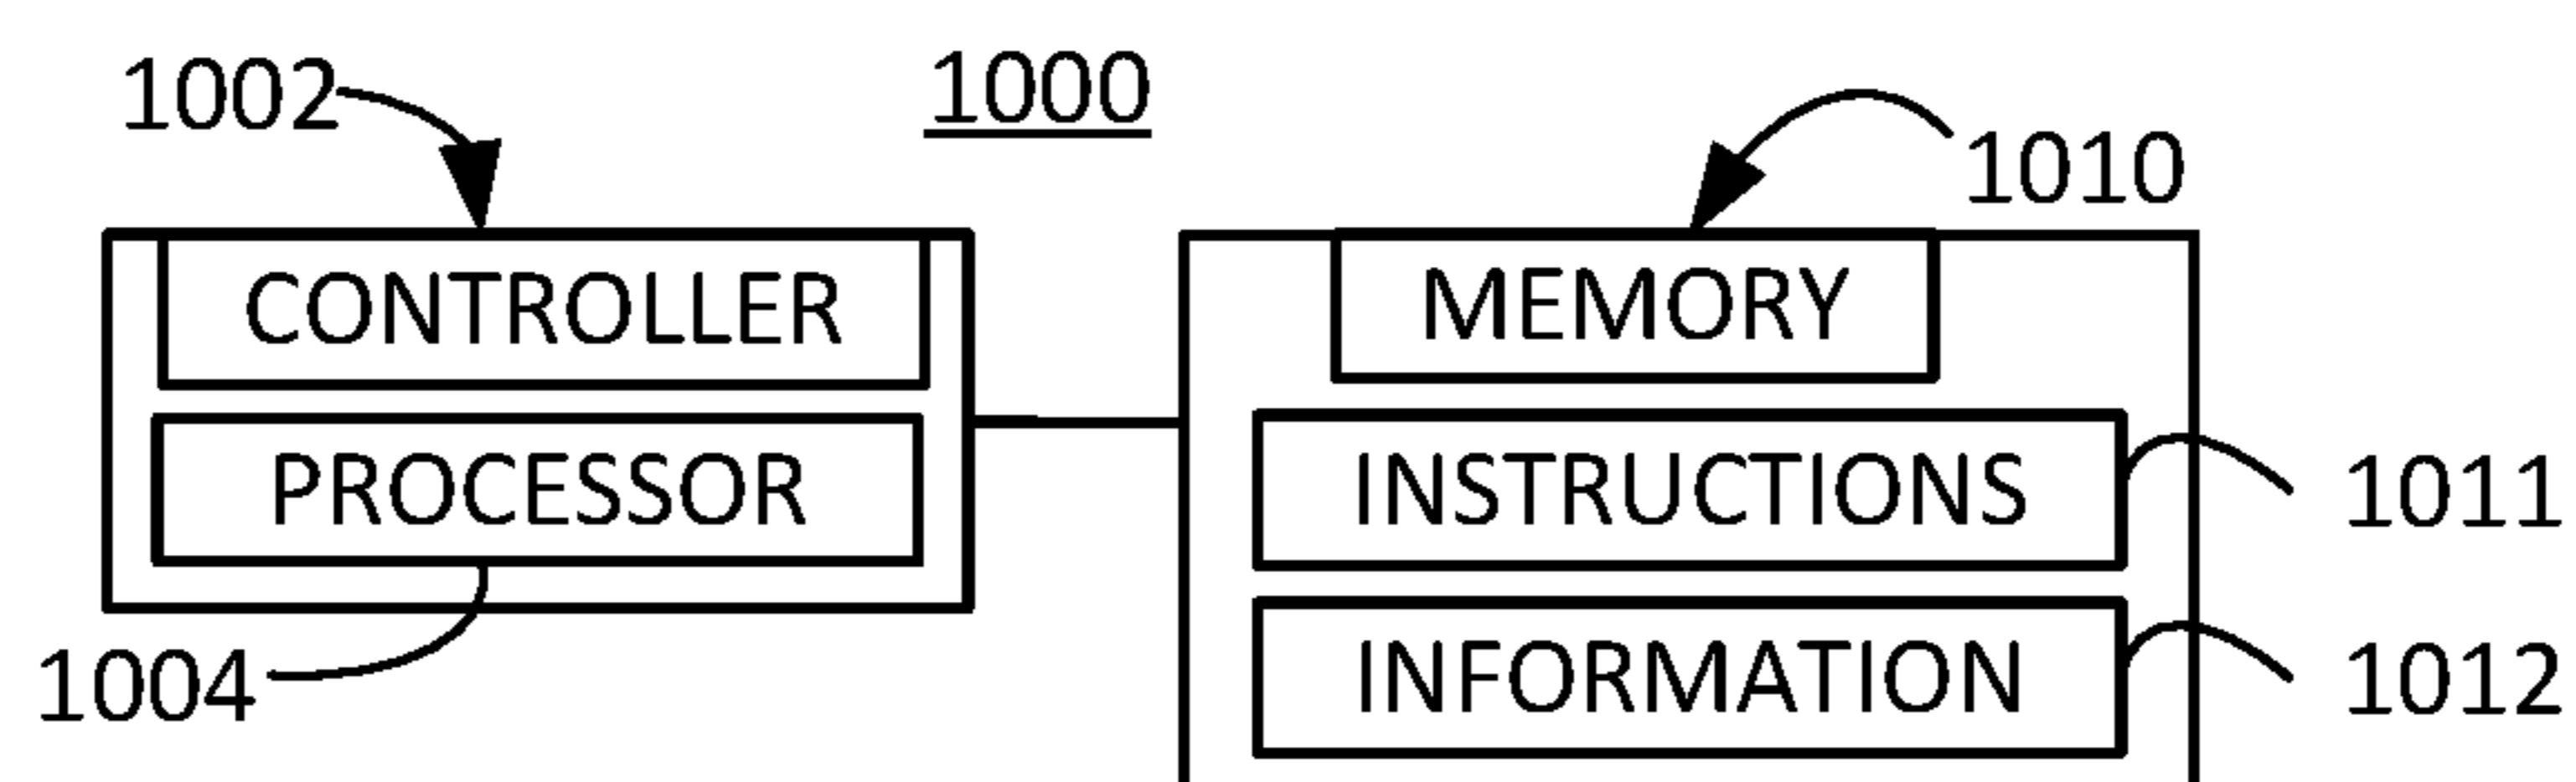 1002
1000
1010
CONTROLLER
MEMORY
PROCESSOR
INSTRUCTIONS
1011
1004
INFORMATION
1012